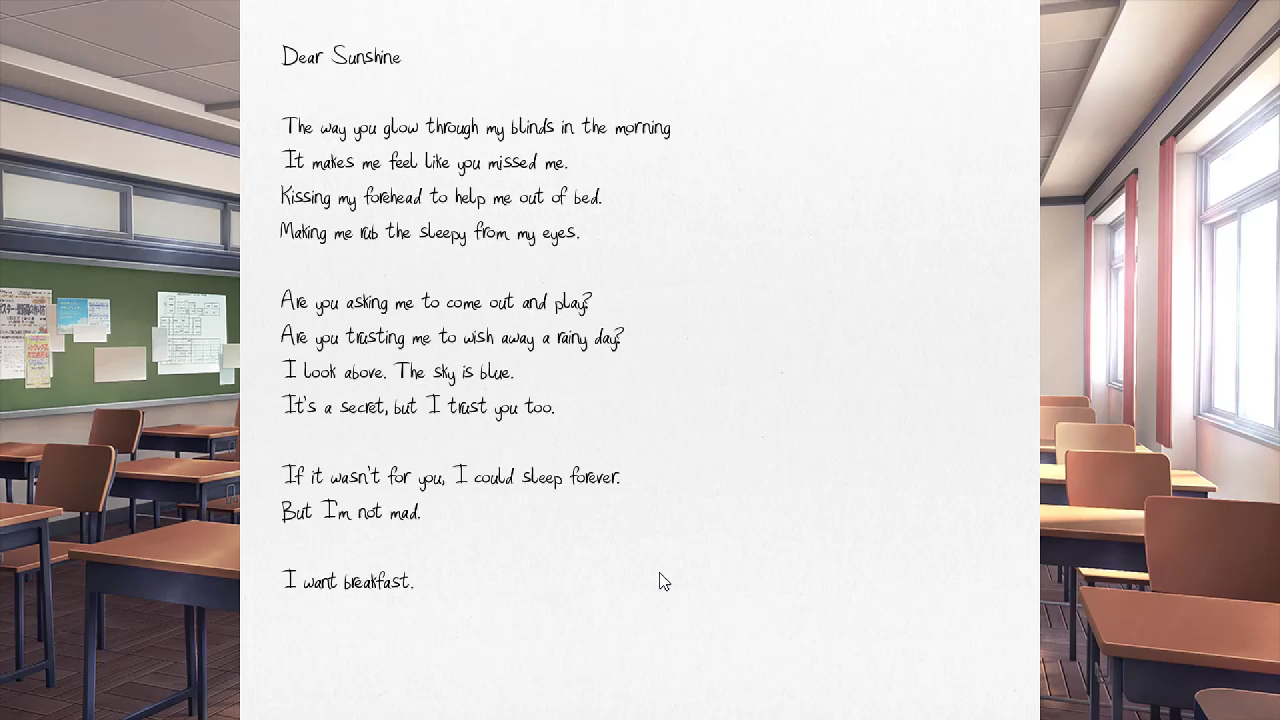 Dear Sunshine
The way you glow through my blinds in the morning
It makes me feel like you missed me.
Kissing my forehead to help me out of bed.
Making me rub the sleepy from my eyes.
Are you asking me to come out and play?
Are you trusting me to wish away a rainy day?
I look above. The sky is blue.
It's a secret, but I trust you too.
If it wasn't for you, I could sleep forever.
But I'm not mad.
I want breakfast.